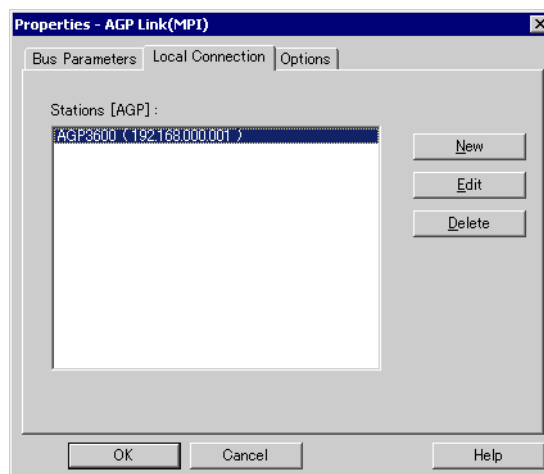 Properties - AGP Link(MPI)
Bus Parameters Local Connection Options
Stations [AGP] :
AGP3600 ( 192.168.000.001 )
New
Edit
Delete
OK Cancel Help